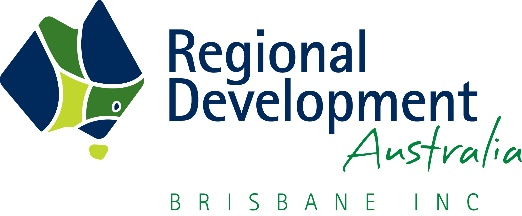 Regional
Development
Australia
BRISBANE INC